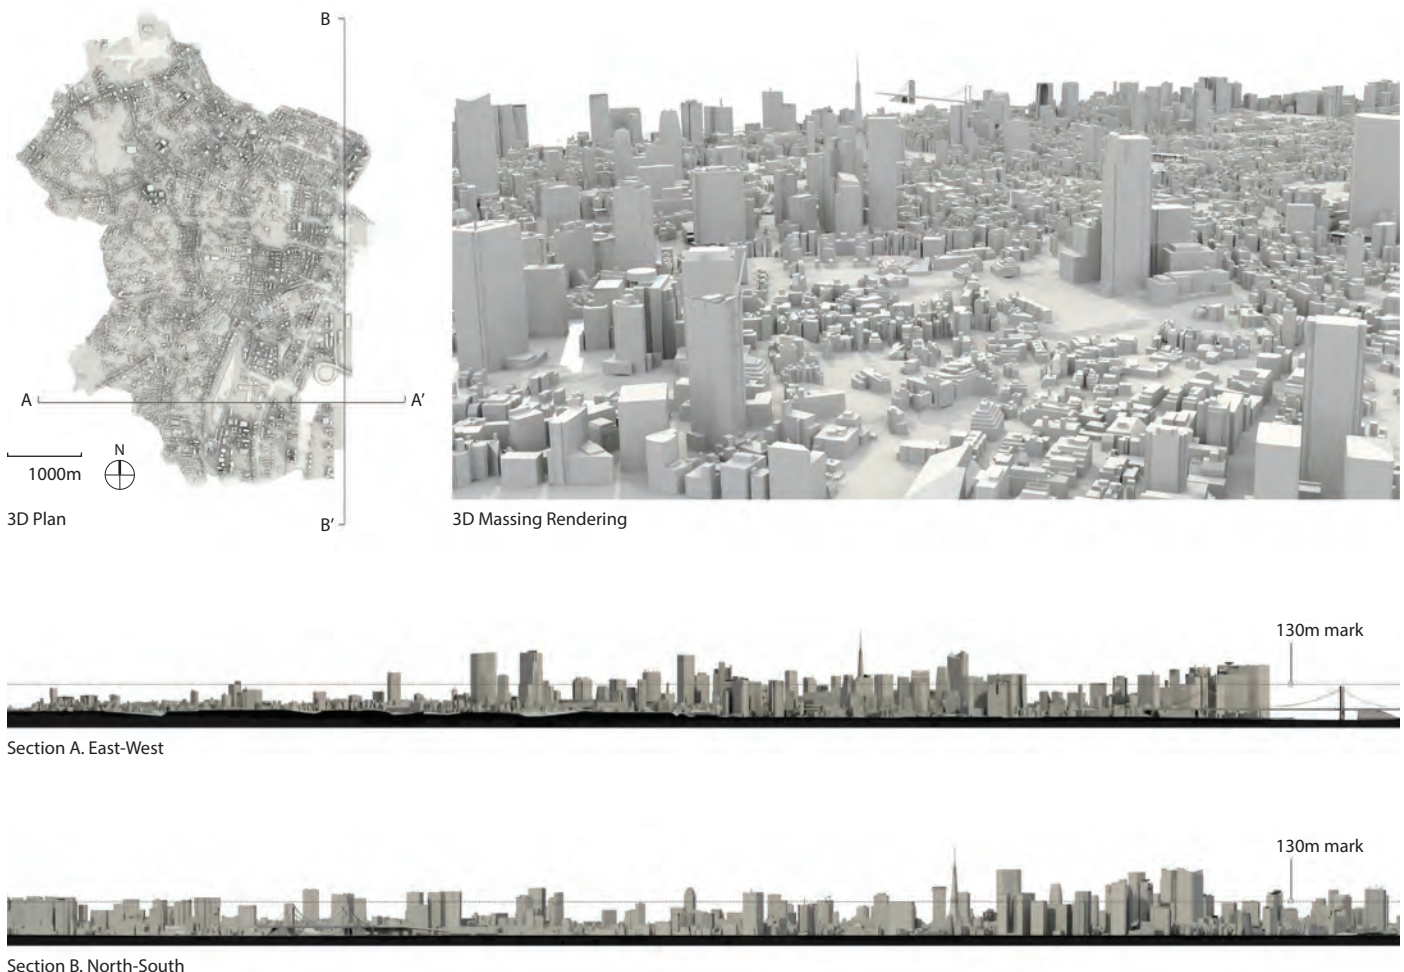 B
A
A′
1000m
N
3D Plan
B′
3D Massing Rendering
130m mark
Section A. East-West
130m mark
Section B. North-South